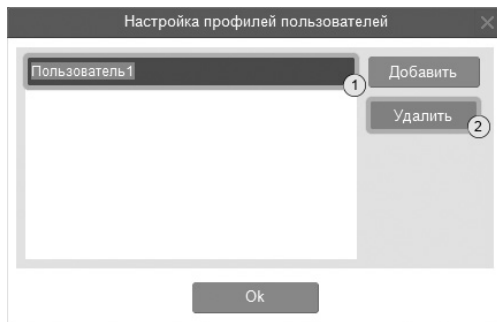 Настройка профилей пользователей
Пользователь1
1
Добавить
Удалить
2
Ok